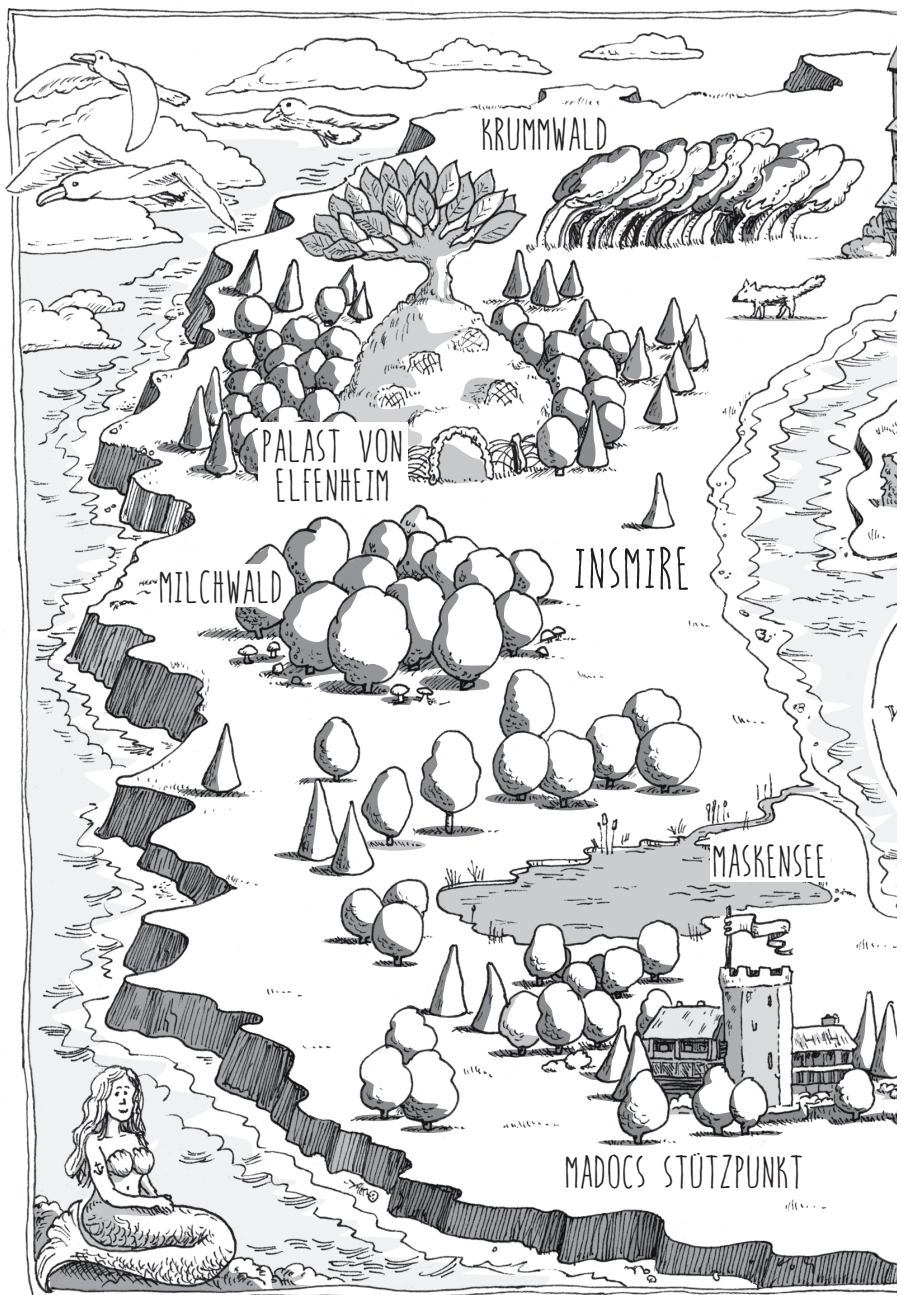 KRUMMWALD
PALAST VON
ELFENHEIM
INSMIRE
MILCHWALD
MASKENSEE
MADOCS STÜTZPUNKT